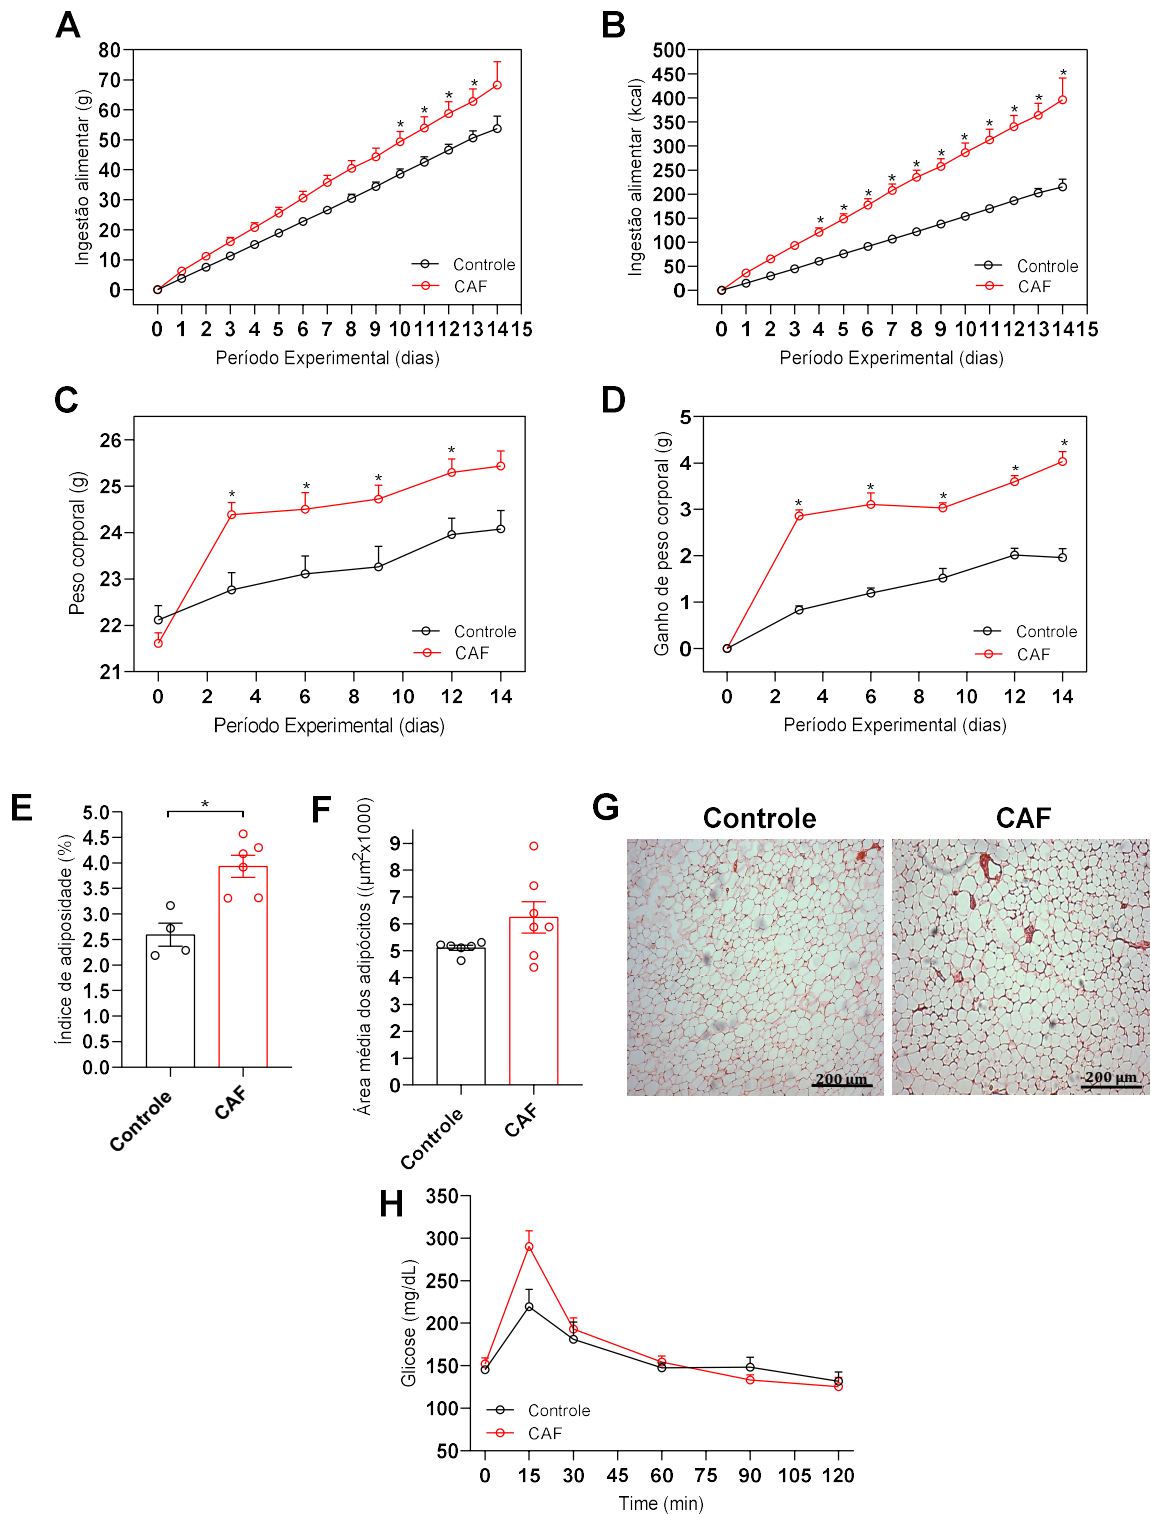 A
80
70
60
50
40
30
20
10
0
Ingestão alimentar (g)
* * * *
Controle
CAF
0 1 2 3 4 5 6 7 8 9 10 11 12 13 14 15
Período Experimental (dias)
B
500
450
400
350
300
250
200
150
100
50
0
Ingestão alimentar (kcal)
* * * * * * * * * * *
Controle
CAF
0 1 2 3 4 5 6 7 8 9 10 11 12 13 14 15
Período Experimental (dias)
C
26
25
24
23
22
21
Peso corporal (g)
* * * *
Controle
CAF
0 2 4 6 8 10 12 14
Período Experimental (dias)
D
5
4
3
2
1
0
Ganho de peso corporal (g)
* * * * *
Controle
CAF
0 2 4 6 8 10 12 14
Período Experimental (dias)
E
5.0
4.5
4.0
3.5
3.0
2.5
2.0
1.5
1.0
0.5
0.0
Índice de adiposidade (%)
*
Controle
CAF
F
9
8
7
6
5
4
3
2
1
0
Área média dos adipócitos ((µm²x1000)
Controle
CAF
G
Controle
CAF
200 µm
200 µm
H
350
300
250
200
150
100
50
Glicose (mg/dL)
Controle
CAF
0 15 30 45 60 75 90 105 120
Time (min)